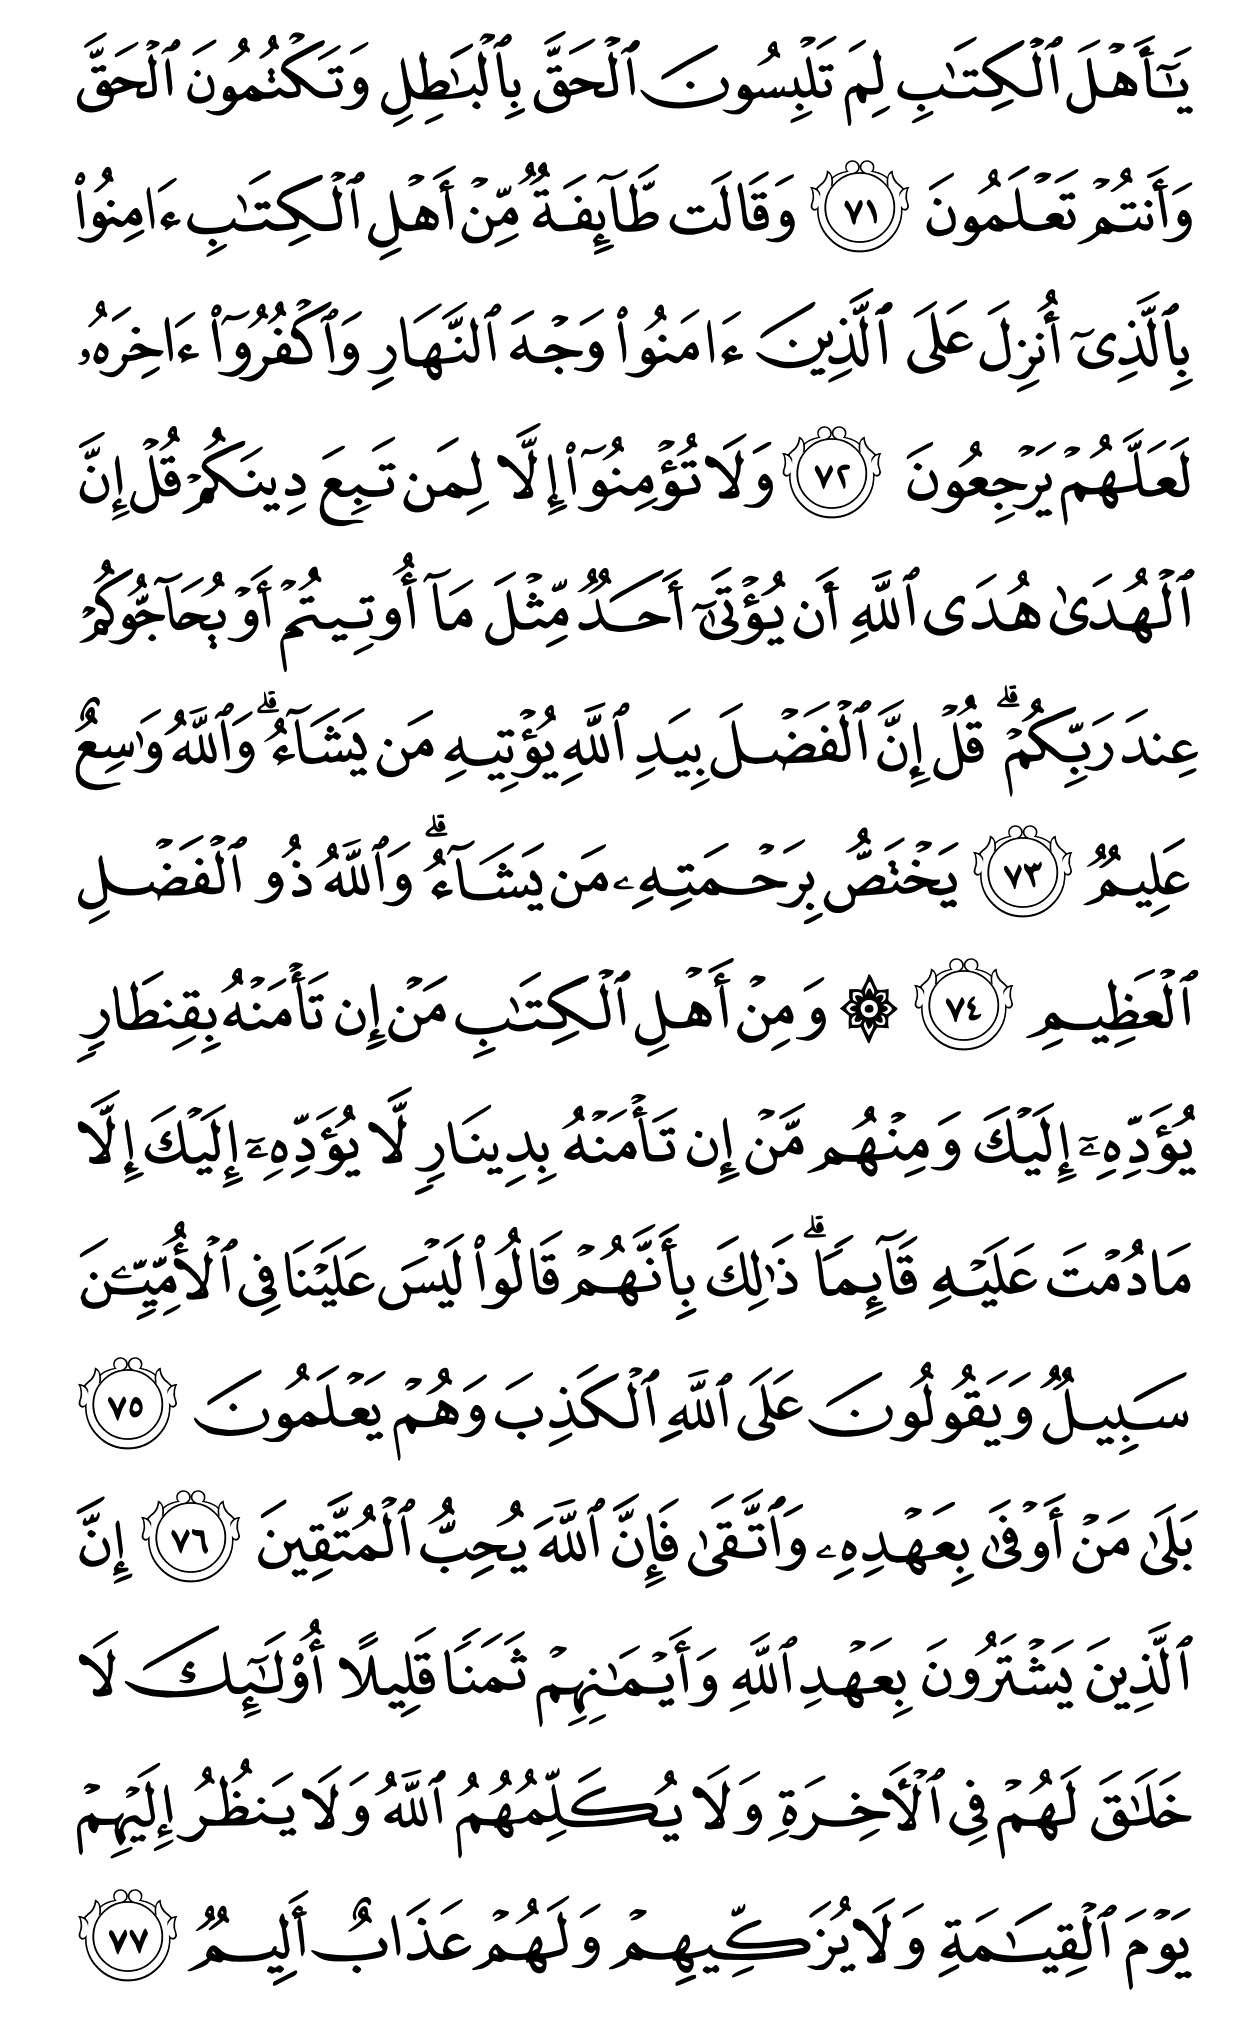 يَٰٓأَهْلَ ٱلْكِتَٰبِ لِمَ تَلْبِسُونَ ٱلْحَقَّ بِٱلْبَٰطِلِ وَتَكْتُمُونَ ٱلْحَقَّ
وَأَنتُمْ تَعْلَمُونَ ٧١ وَقَالَت طَّآئِفَةٌ مِّنْ أَهْلِ ٱلْكِتَٰبِ ءَامِنُوا۟
بِٱلَّذِىٓ أُنزِلَ عَلَى ٱلَّذِينَ ءَامَنُوا۟ وَجْهَ ٱلنَّهَارِ وَٱكْفُرُوٓا۟ ءَاخِرَهُۥ
لَعَلَّهُمْ يَرْجِعُونَ ٧٢ وَلَا تُؤْمِنُوٓا۟ إِلَّا لِمَن تَبِعَ دِينَكُمْ قُلْ إِنَّ
ٱلْهُدَىٰ هُدَى ٱللَّهِ أَن يُؤْتَىٰٓ أَحَدٌ مِّثْلَ مَآ أُوتِيتُمْ أَوْ يُحَآجُّوكُمْ
عِندَ رَبِّكُمْ ۗ قُلْ إِنَّ ٱلْفَضْلَ بِيَدِ ٱللَّهِ يُؤْتِيهِ مَن يَشَآءُ ۗ وَٱللَّهُ وَٰسِعٌ
عَلِيمٌ ٧٣ يَخْتَصُّ بِرَحْمَتِهِۦ مَن يَشَآءُ ۗ وَٱللَّهُ ذُو ٱلْفَضْلِ
ٱلْعَظِيمِ ٧٤ ۞ وَمِنْ أَهْلِ ٱلْكِتَٰبِ مَنْ إِن تَأْمَنْهُ بِقِنطَارٍ
يُؤَدِّهِۦٓ إِلَيْكَ وَمِنْهُم مَّنْ إِن تَأْمَنْهُ بِدِينَارٍ لَّا يُؤَدِّهِۦٓ إِلَيْكَ إِلَّا
مَا دُمْتَ عَلَيْهِ قَآئِمًا ۗ ذَٰلِكَ بِأَنَّهُمْ قَالُوا۟ لَيْسَ عَلَيْنَا فِى ٱلْأُمِّيِّـۧنَ
سَبِيلٌ وَيَقُولُونَ عَلَى ٱللَّهِ ٱلْكَذِبَ وَهُمْ يَعْلَمُونَ ٧٥
بَلَىٰ مَنْ أَوْفَىٰ بِعَهْدِهِۦ وَٱتَّقَىٰ فَإِنَّ ٱللَّهَ يُحِبُّ ٱلْمُتَّقِينَ ٧٦ إِنَّ
ٱلَّذِينَ يَشْتَرُونَ بِعَهْدِ ٱللَّهِ وَأَيْمَٰنِهِمْ ثَمَنًا قَلِيلًا أُو۟لَٰٓئِكَ لَا
خَلَٰقَ لَهُمْ فِى ٱلْـَٔاخِرَةِ وَلَا يُكَلِّمُهُمُ ٱللَّهُ وَلَا يَنظُرُ إِلَيْهِمْ
يَوْمَ ٱلْقِيَٰمَةِ وَلَا يُزَكِّيهِمْ وَلَهُمْ عَذَابٌ أَلِيمٌ ٧٧